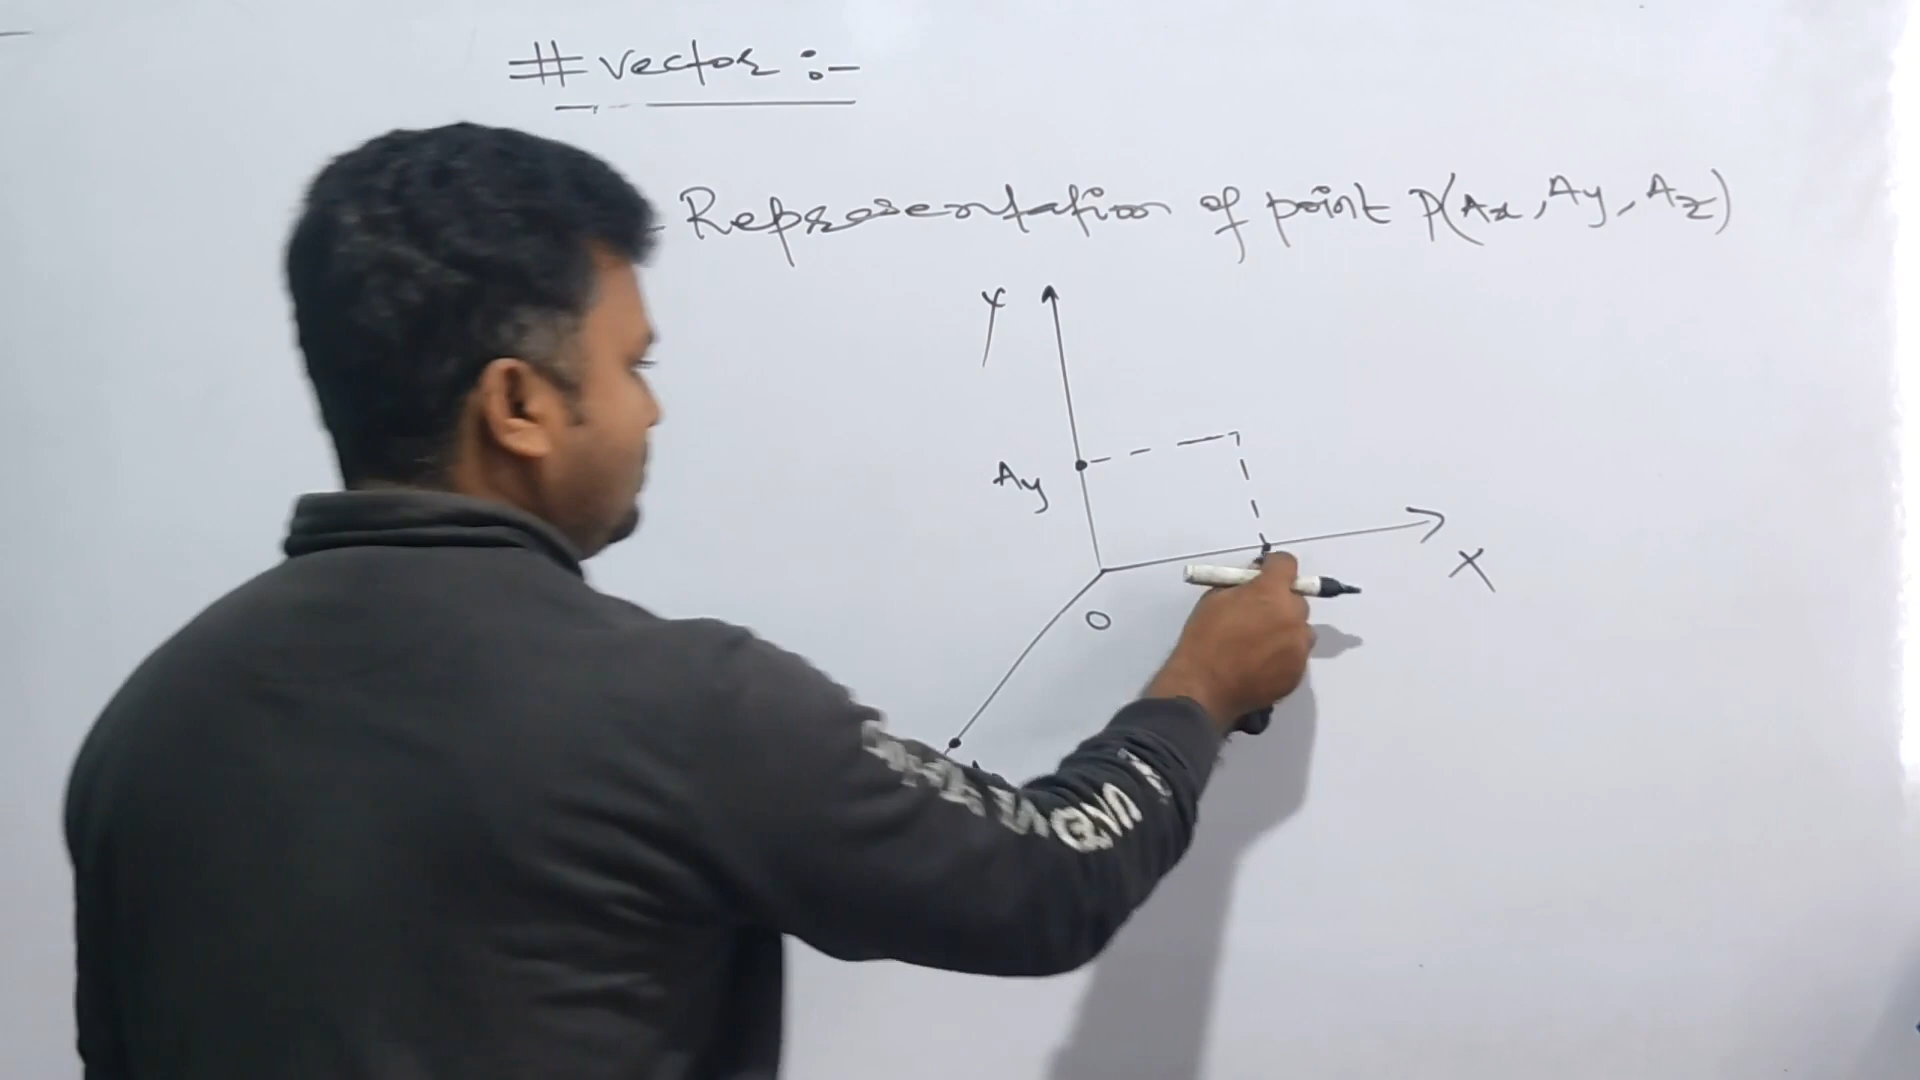 # vector :-
- Representation of point P(Ax, Ay, Az)
Y
Ay
X
O